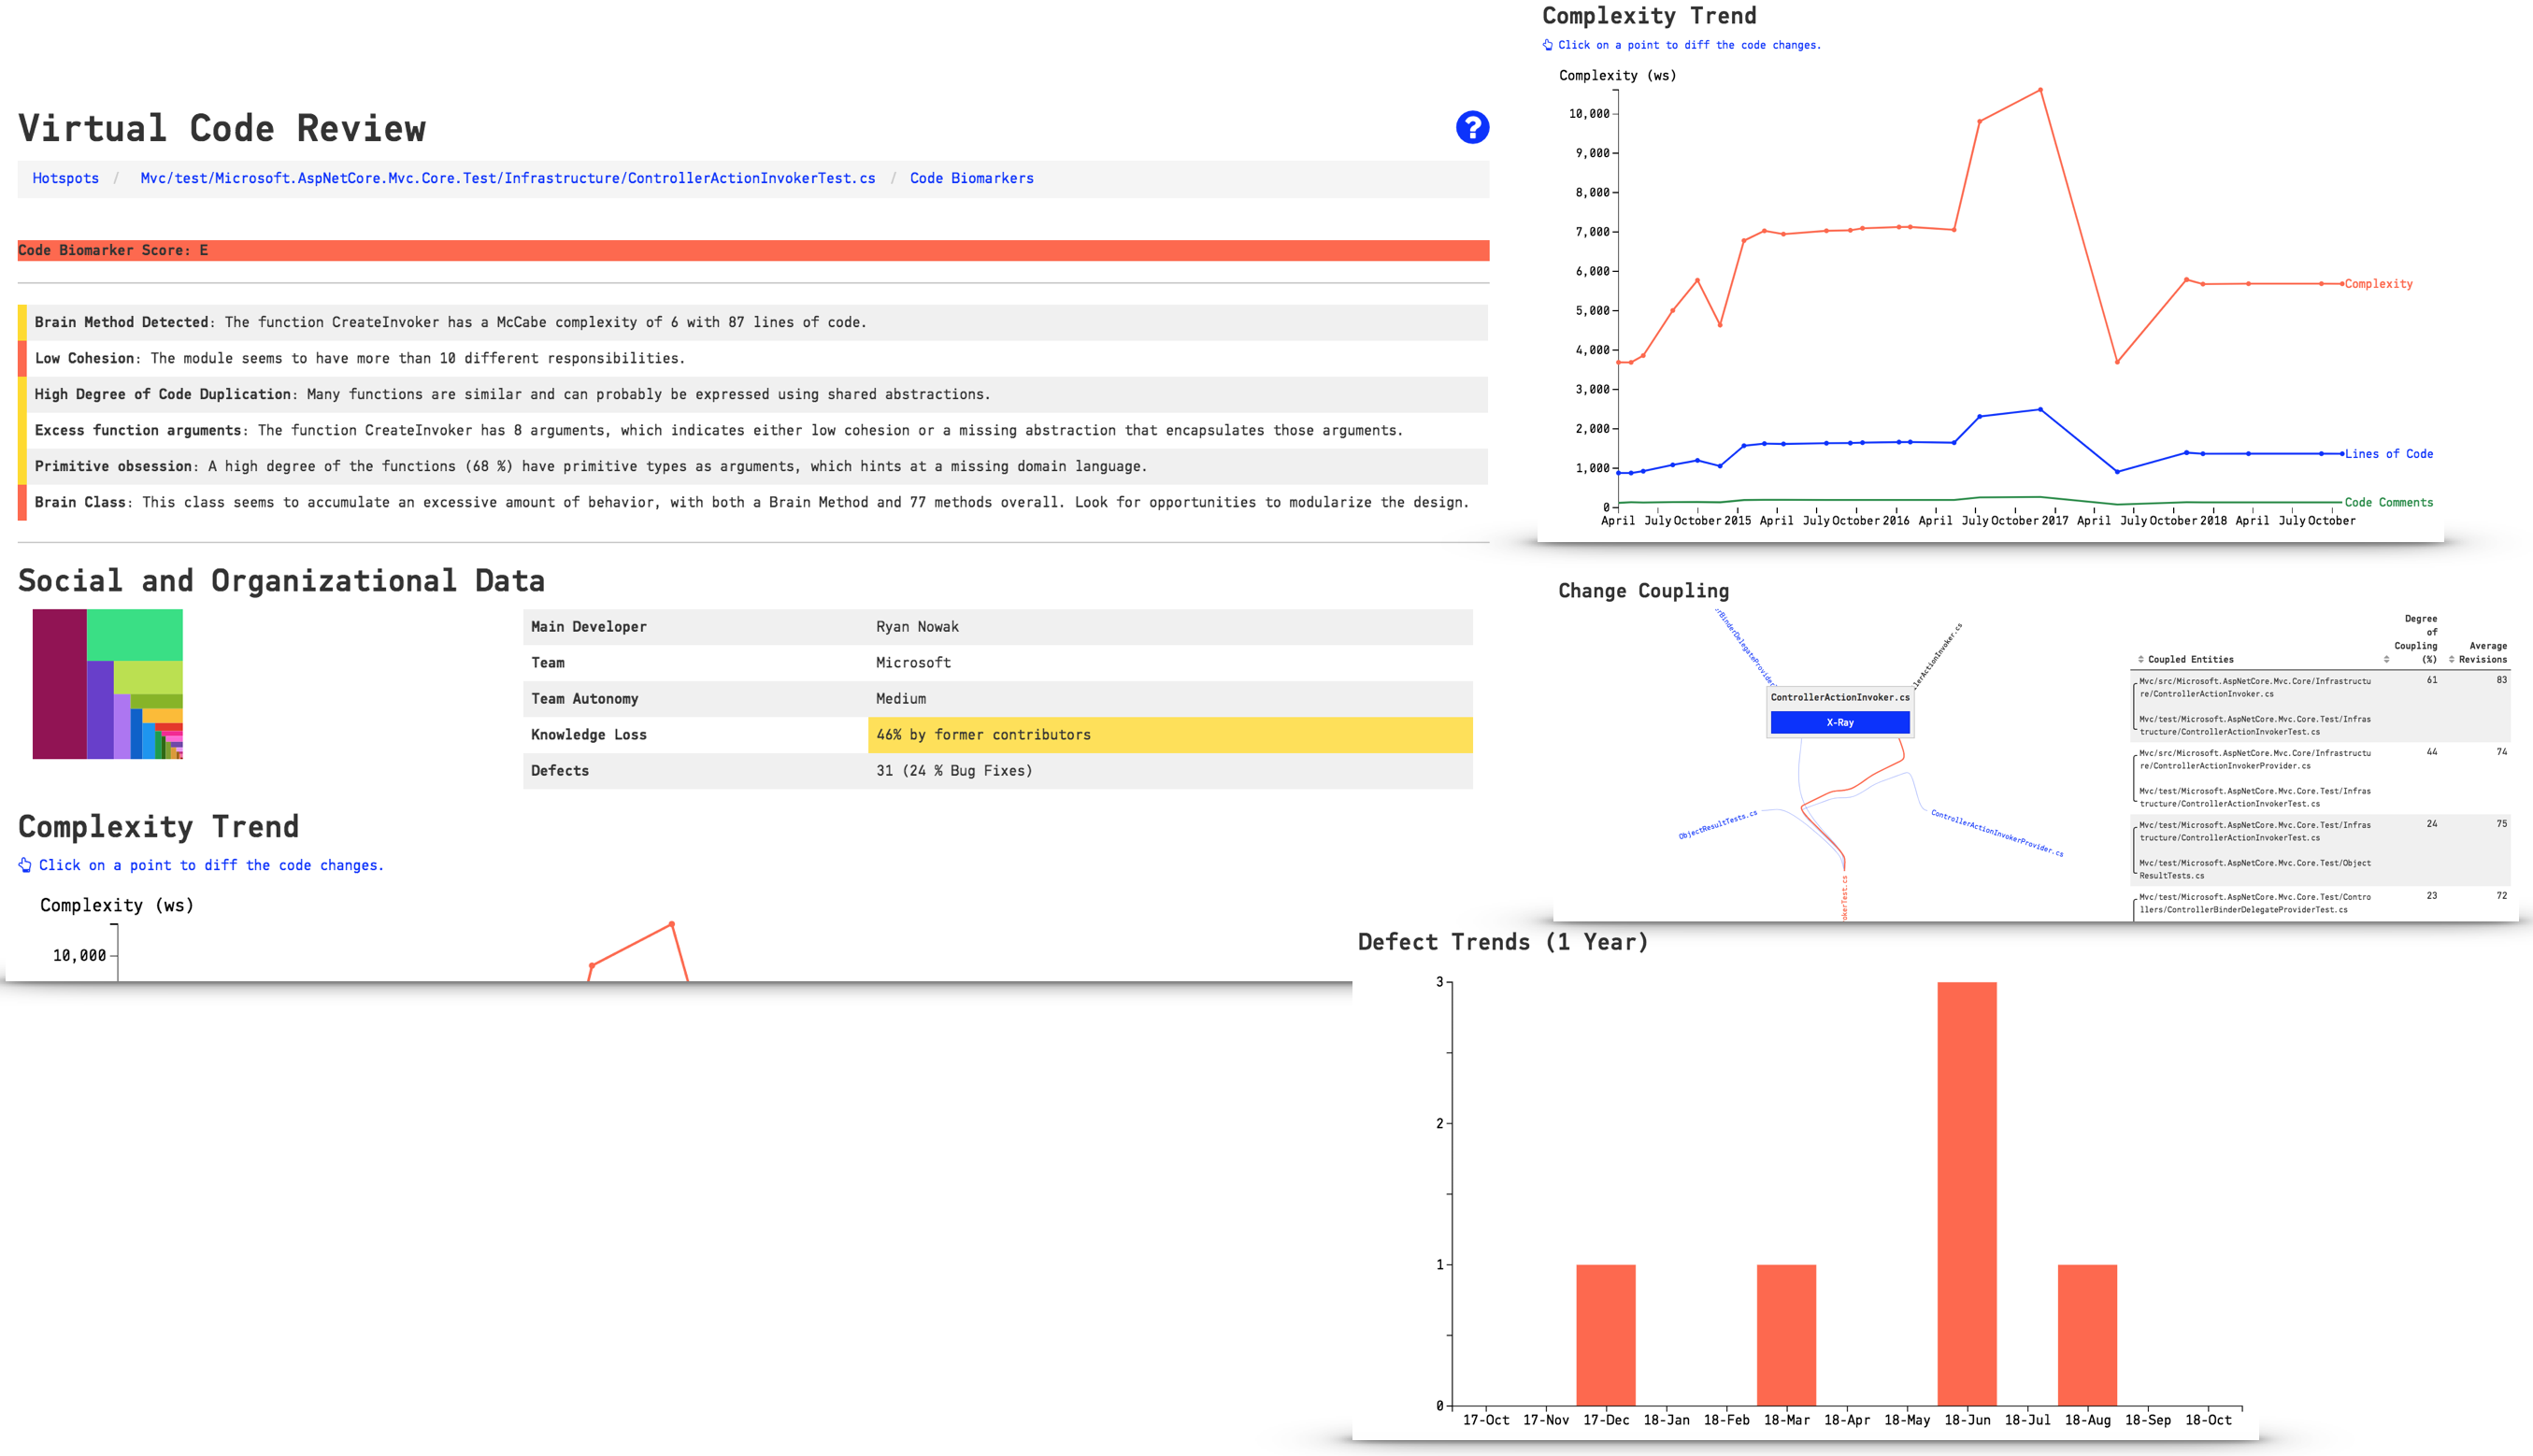 Virtual Code Review
?
Hotspots / Mvc/test/Microsoft.AspNetCore.Mvc.Core.Test/Infrastructure/ControllerActionInvokerTest.cs / Code Biomarkers
Code Biomarker Score: E
Brain Method Detected: The function CreateInvoker has a McCabe complexity of 6 with 87 lines of code.
Low Cohesion: The module seems to have more than 10 different responsibilities.
High Degree of Code Duplication: Many functions are similar and can probably be expressed using shared abstractions.
Excess function arguments: The function CreateInvoker has 8 arguments, which indicates either low cohesion or a missing abstraction that encapsulates those arguments.
Primitive obsession: A high degree of the functions (68 %) have primitive types as arguments, which hints at a missing domain language.
Brain Class: This class seems to accumulate an excessive amount of behavior, with both a Brain Method and 77 methods overall. Look for opportunities to modularize the design.
Social and Organizational Data
Main Developer Ryan Nowak
Team Microsoft
Team Autonomy Medium
Knowledge Loss 46% by former contributors
Defects 31 (24 % Bug Fixes)
Complexity Trend
Click on a point to diff the code changes.
Complexity (ws)
10,000
Complexity Trend
Click on a point to diff the code changes.
Complexity (ws)
10,000
9,000
8,000
7,000
6,000
5,000
4,000
3,000
2,000
1,000
0
Complexity
Lines of Code
Code Comments
April July October 2015 April July October 2016 April July October 2017 April July October 2018 April July October
Change Coupling
rBinderDelegateProvider
lerActionInvoker.cs
ControllerActionInvoker.cs
X-Ray
ObjectResultTests.cs
ControllerActionInvokerProvider.cs
okerTest.cs
Degree
of
Coupling Average
Coupled Entities (%) Revisions
Mvc/src/Microsoft.AspNetCore.Mvc.Core/Infrastructu 61 83
re/ControllerActionInvoker.cs
Mvc/test/Microsoft.AspNetCore.Mvc.Core.Test/Infras
tructure/ControllerActionInvokerTest.cs
Mvc/src/Microsoft.AspNetCore.Mvc.Core/Infrastructu 44 74
re/ControllerActionInvokerProvider.cs
Mvc/test/Microsoft.AspNetCore.Mvc.Core.Test/Infras
tructure/ControllerActionInvokerTest.cs
Mvc/test/Microsoft.AspNetCore.Mvc.Core.Test/Infras 24 75
tructure/ControllerActionInvokerTest.cs
Mvc/test/Microsoft.AspNetCore.Mvc.Core.Test/Object
ResultTests.cs
Mvc/test/Microsoft.AspNetCore.Mvc.Core.Test/Contro 23 72
llers/ControllerBinderDelegateProviderTest.cs
Defect Trends (1 Year)
3
2
1
0
17-Oct 17-Nov 17-Dec 18-Jan 18-Feb 18-Mar 18-Apr 18-May 18-Jun 18-Jul 18-Aug 18-Sep 18-Oct